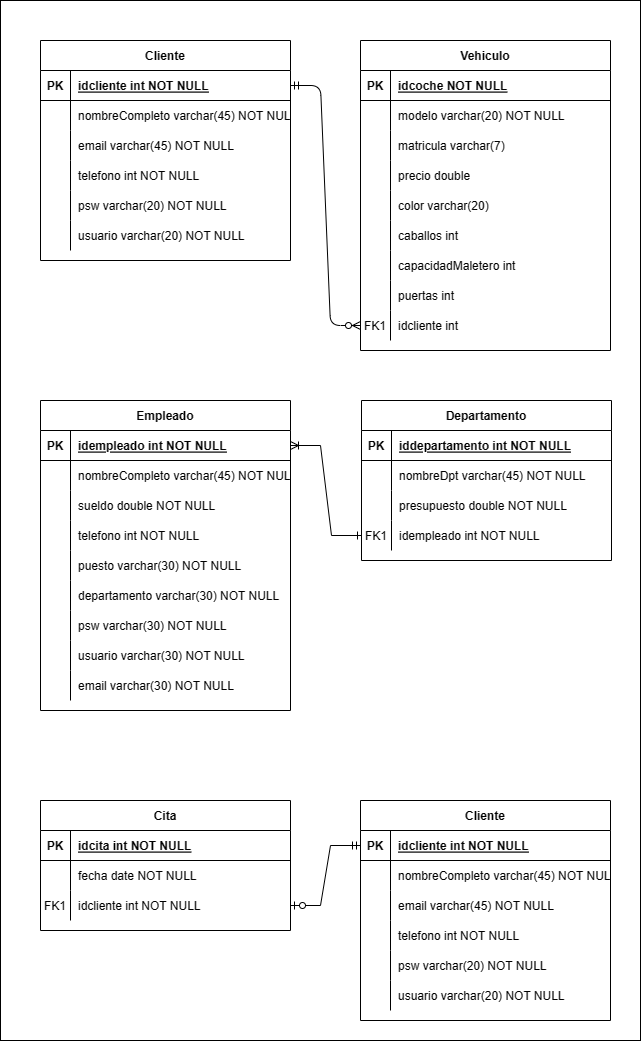 Cliente
PK idcliente int NOT NULL
nombreCompleto varchar(45) NOT NUL
email varchar(45) NOT NULL
telefono int NOT NULL
psw varchar(20) NOT NULL
usuario varchar(20) NOT NULL
Vehiculo
PK idcoche NOT NULL
modelo varchar(20) NOT NULL
matricula varchar(7)
precio double
color varchar(20)
caballos int
capacidadMaletero int
puertas int
FK1 idcliente int
Empleado
PK idempleado int NOT NULL
nombreCompleto varchar(45) NOT NUL
sueldo double NOT NULL
telefono int NOT NULL
puesto varchar(30) NOT NULL
departamento varchar(30) NOT NULL
psw varchar(30) NOT NULL
usuario varchar(30) NOT NULL
email varchar(30) NOT NULL
Departamento
PK iddepartamento int NOT NULL
nombreDpt varchar(45) NOT NULL
presupuesto double NOT NULL
FK1 idempleado int NOT NULL
Cita
PK idcita int NOT NULL
fecha date NOT NULL
FK1 idcliente int NOT NULL
Cliente
PK idcliente int NOT NULL
nombreCompleto varchar(45) NOT NUL
email varchar(45) NOT NULL
telefono int NOT NULL
psw varchar(20) NOT NULL
usuario varchar(20) NOT NULL